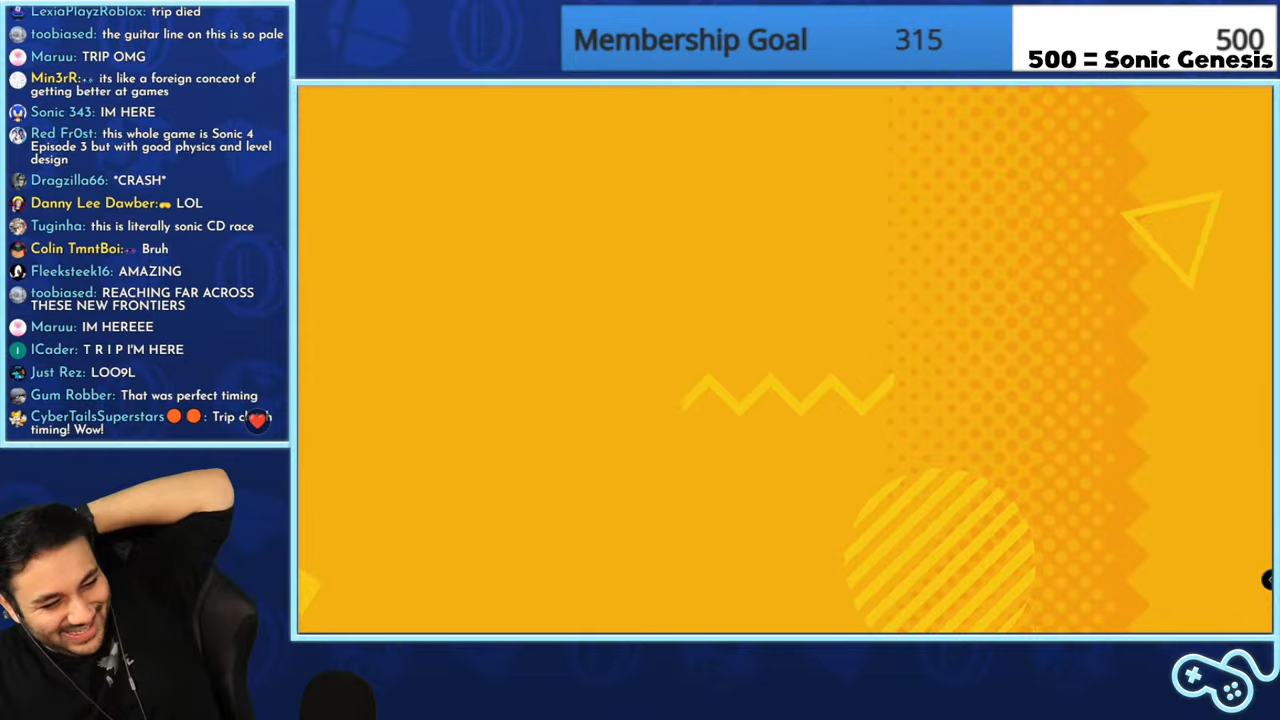 LexiaPlayzRoblox: trip died
toobiased: the guitar line on this is so pale
Maruu: TRIP OMG
Min3rR: its like a foreign conceot of
getting better at games
Sonic 343: IM HERE
Red Fr0st: this whole game is Sonic 4
Episode 3 but with good physics and level
design
Dragzilla66: *CRASH*
Danny Lee Dawber: LOL
Tuginha: this is literally sonic CD race
Colin TmntBoi: Bruh
Fleeksteek16: AMAZING
toobiased: REACHING FAR ACROSS
THESE NEW FRONTIERS
Maruu: IM HEREEE
I
ICader: T R I P I'M HERE
Just Rez: LOO9L
Gum Robber: That was perfect timing
CyberTailsSuperstars : Trip
timing! Wow!
Membership Goal 315 500
500 = Sonic Genesis